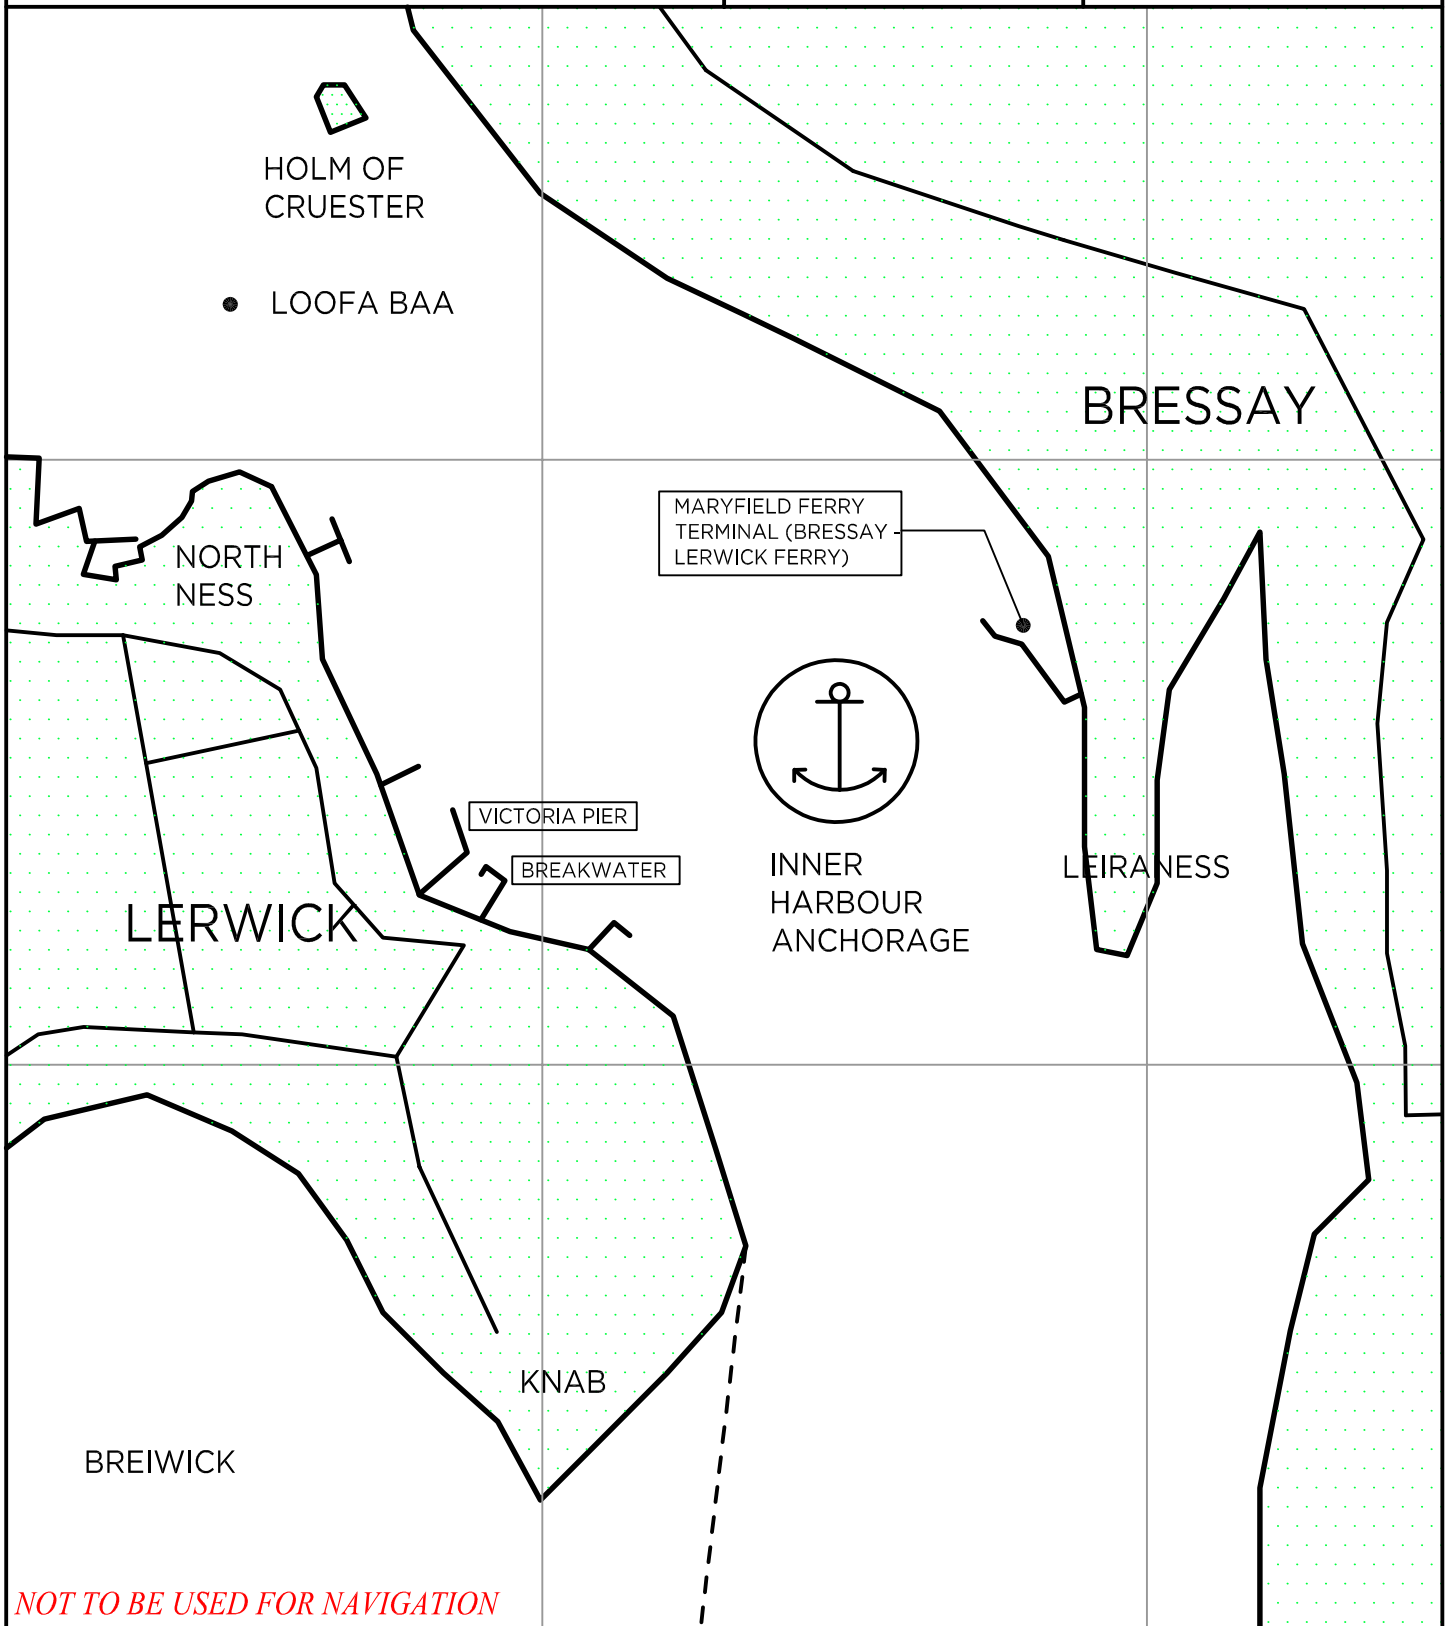 HOLM OF
CRUESTER
LOOFA BAA
BRESSAY
MARYFIELD FERRY
TERMINAL (BRESSAY -
LERWICK FERRY)
NORTH
NESS
VICTORIA PIER
BREAKWATER
INNER
HARBOUR
ANCHORAGE
LEIRANESS
LERWICK
KNAB
BREIWICK
NOT TO BE USED FOR NAVIGATION